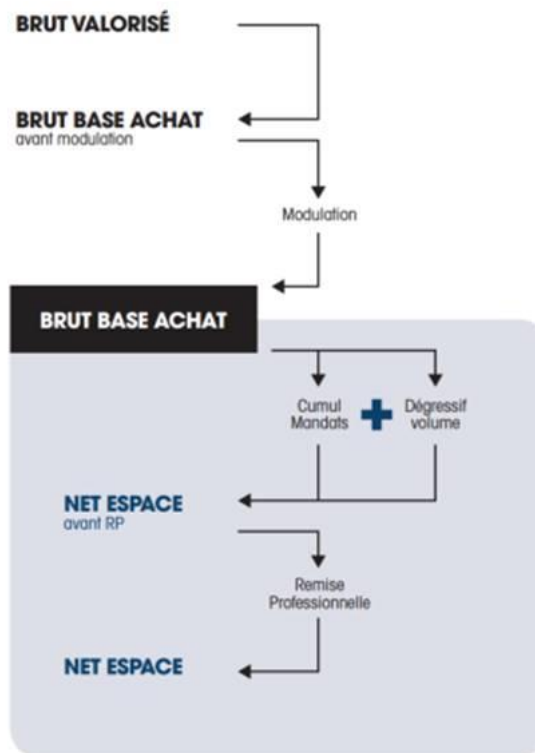 BRUT VALORISÉ
BRUT BASE ACHAT
avant modulation
Modulation
BRUT BASE ACHAT
Cumul
Mandats
+
Dégressif
volume
NET ESPACE
avant RP
Remise
Professionnelle
NET ESPACE